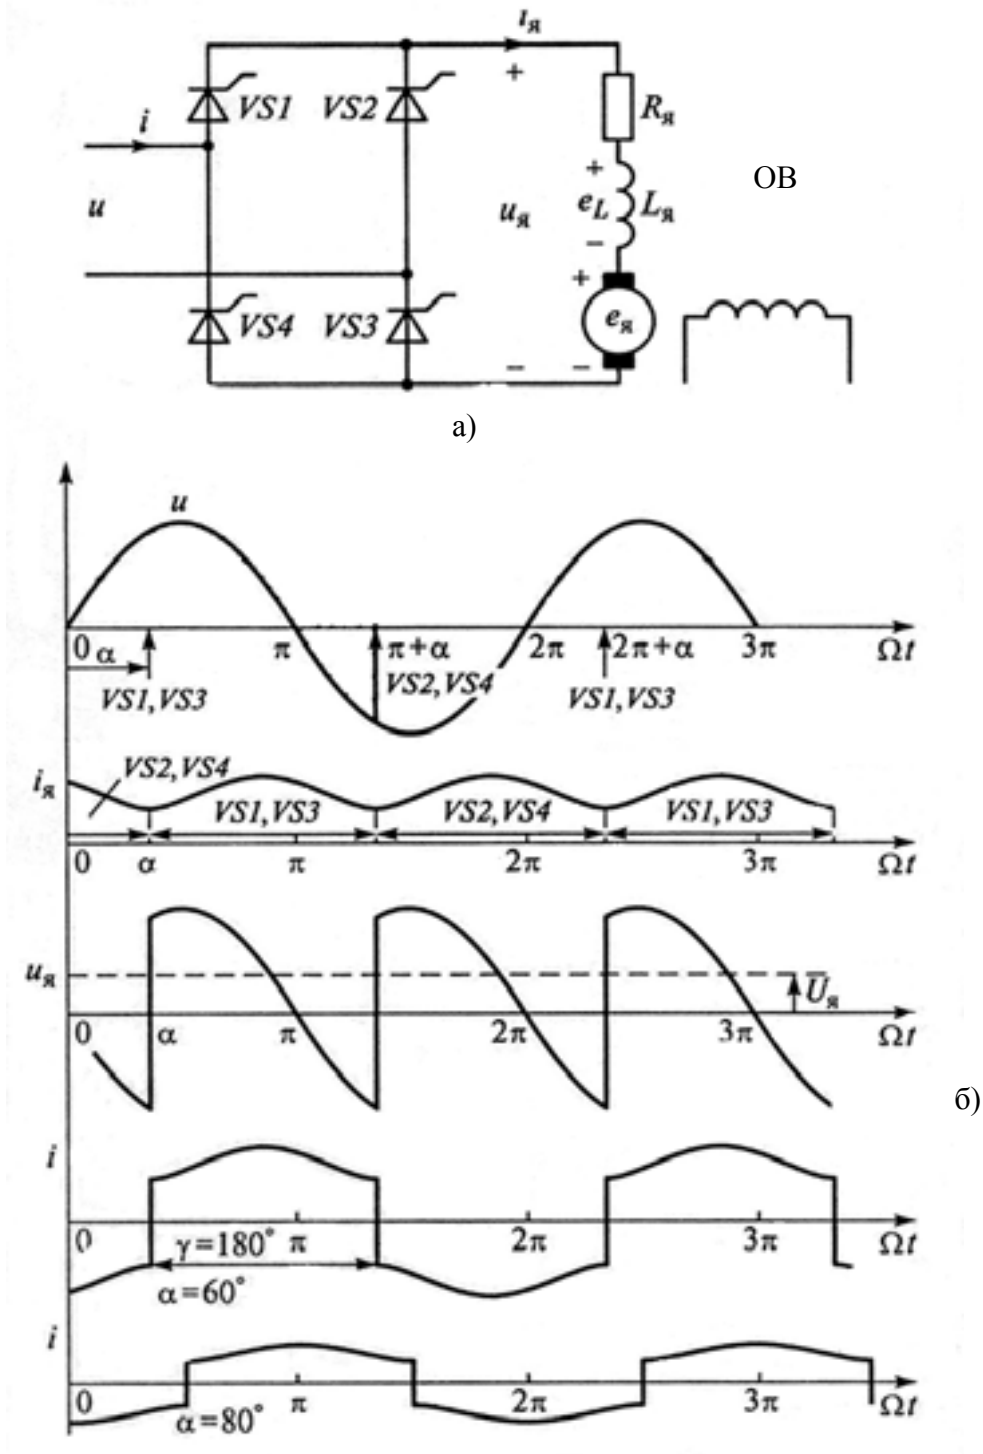 iя
+
VS1 VS2
Rя
i
+
ОВ
u
uя
eL Lя
−
+
VS4 VS3
eя
− −
а)
u
0 α π π+α 2π 2π+α 3π Ωt
VS1,VS3 VS2,VS4 VS1,VS3
iя
VS2,VS4
VS1,VS3 VS2,VS4 VS1,VS3
0 α π 2π 3π Ωt
uя
Uя
0 α π 2π 3π Ωt
б)
i
0 γ=180° π 2π 3π Ωt
α=60°
i
0 π 2π 3π Ωt
α=80°